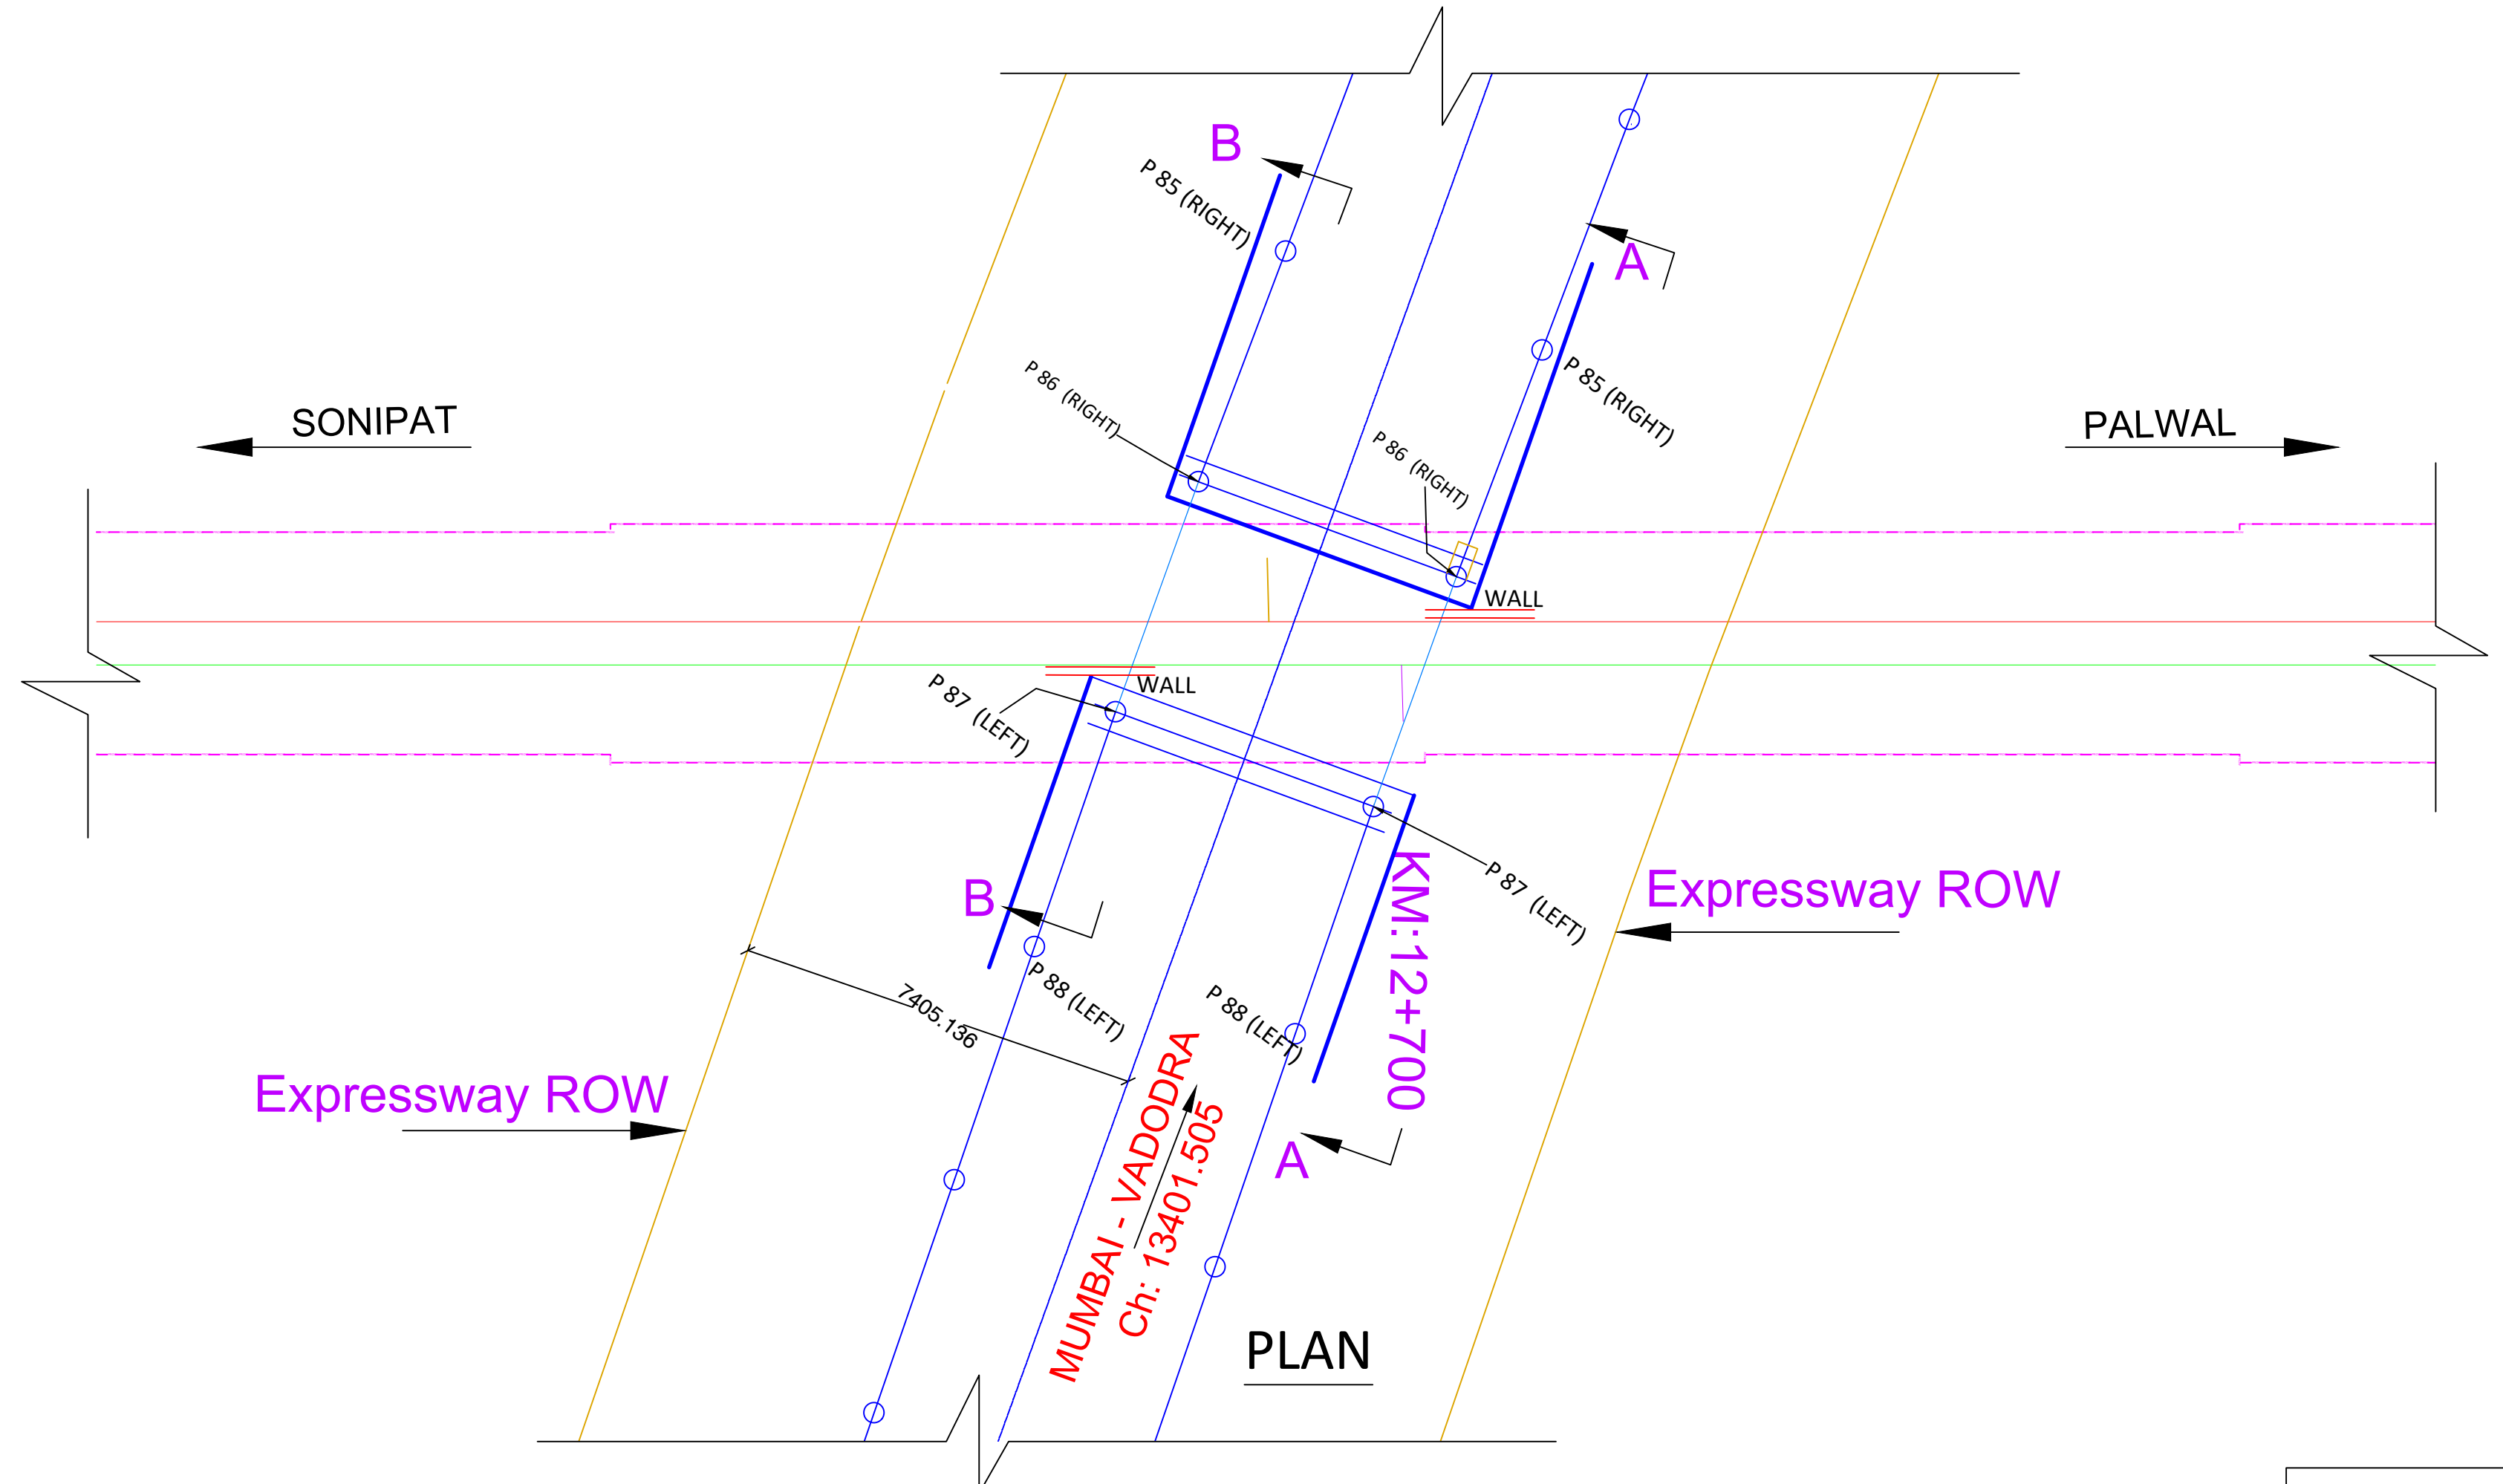 B
P 85 (RIGHT)
A
P 85 (RIGHT)
P 86 (RIGHT)
P 86 (RIGHT)
SONIPAT
PALWAL
WALL
WALL
P 87 (LEFT)
P 87 (LEFT)
B
KM:12+700
Expressway ROW
P 88 (LEFT)
P 88 (LEFT)
7405.136
Expressway ROW
MUMBAI - VADODRA
Ch: 13401.505
A
PLAN